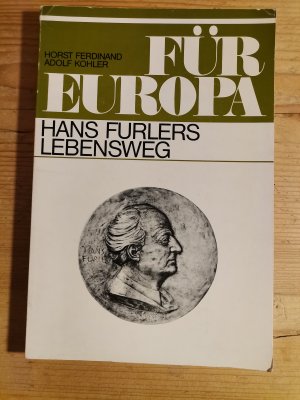 HORST FERDINAND
ADOLF KOHLER
FÜR
EUROPA
HANS FURLERS
LEBENSWEG